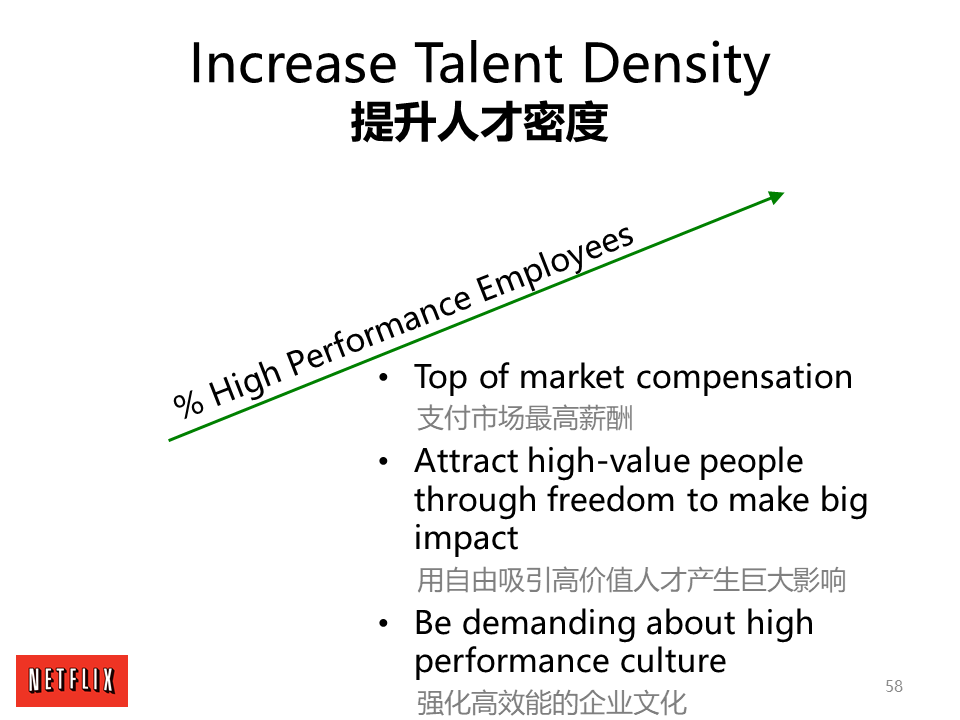 Increase Talent Density
提升人才密度
% High Performance Employees
• Top of market compensation
支付市场最高薪酬
• Attract high-value people
through freedom to make big
impact
用自由吸引高价值人才产生巨大影响
• Be demanding about high
performance culture
强化高效能的企业文化
NETFLIX
58